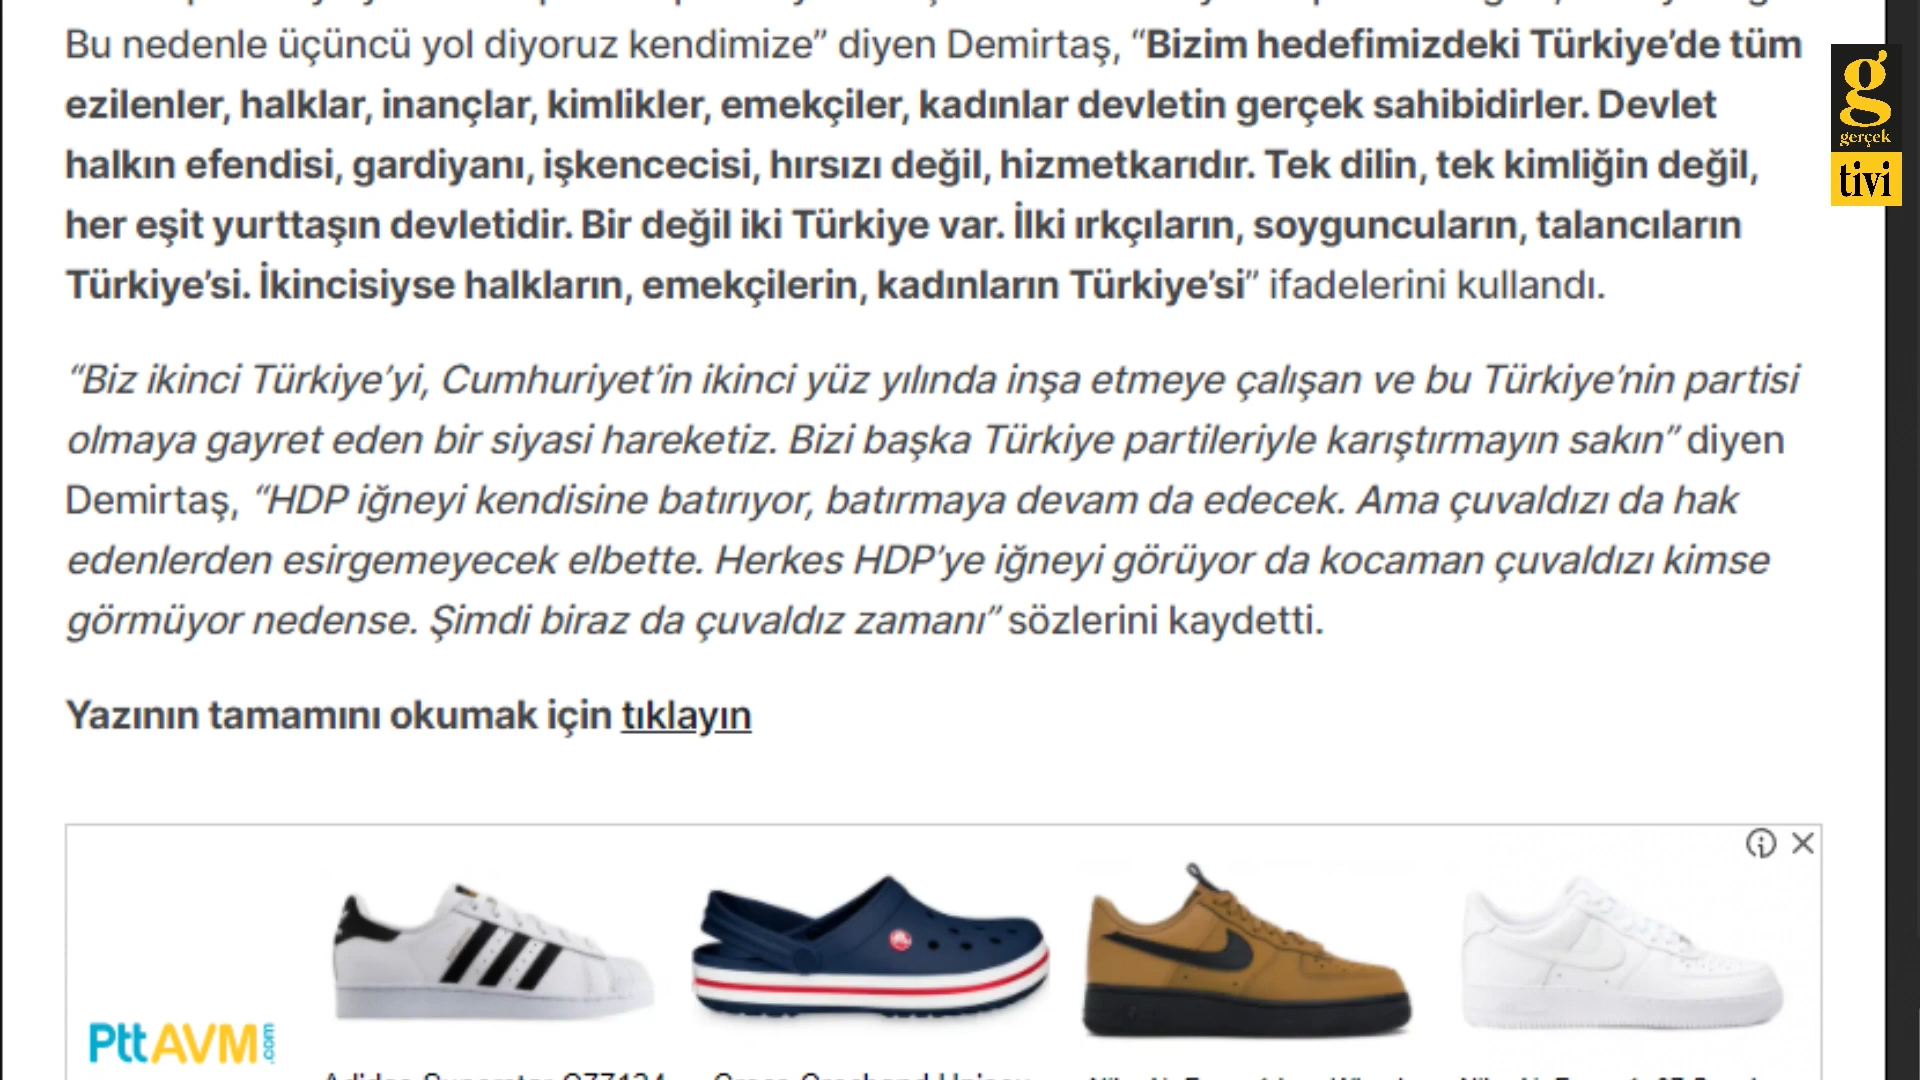 Bu nedenle üçüncü yol diyoruz kendimize” diyen Demirtaş, “Bizim hedefimizdeki Türkiye’de tüm
ezilenler, halklar, inançlar, kimlikler, emekçiler, kadınlar devletin gerçek sahibidirler. Devlet
halkın efendisi, gardiyanı, işkencecisi, hırsızı değil, hizmetkarıdır. Tek dilin, tek kimliğin değil,
her eşit yurttaşın devletidir. Bir değil iki Türkiye var. İlki ırkçıların, soyguncuların, talancıların
Türkiye’si. İkincisiyse halkların, emekçilerin, kadınların Türkiye’si” ifadelerini kullandı.
“Biz ikinci Türkiye’yi, Cumhuriyet’in ikinci yüz yılında inşa etmeye çalışan ve bu Türkiye’nin partisi
olmaya gayret eden bir siyasi hareketiz. Bizi başka Türkiye partileriyle karıştırmayın sakın” diyen
Demirtaş, “HDP iğneyi kendisine batırıyor, batırmaya devam da edecek. Ama çuvaldızı da hak
edenlerden esirgemeyecek elbette. Herkes HDP’ye iğneyi görüyor da kocaman çuvaldızı kimse
görmüyor nedense. Şimdi biraz da çuvaldız zamanı” sözlerini kaydetti.
Yazının tamamını okumak için tıklayın
g
gerçek
tivi
PttAVM.com
Adidas Superstar